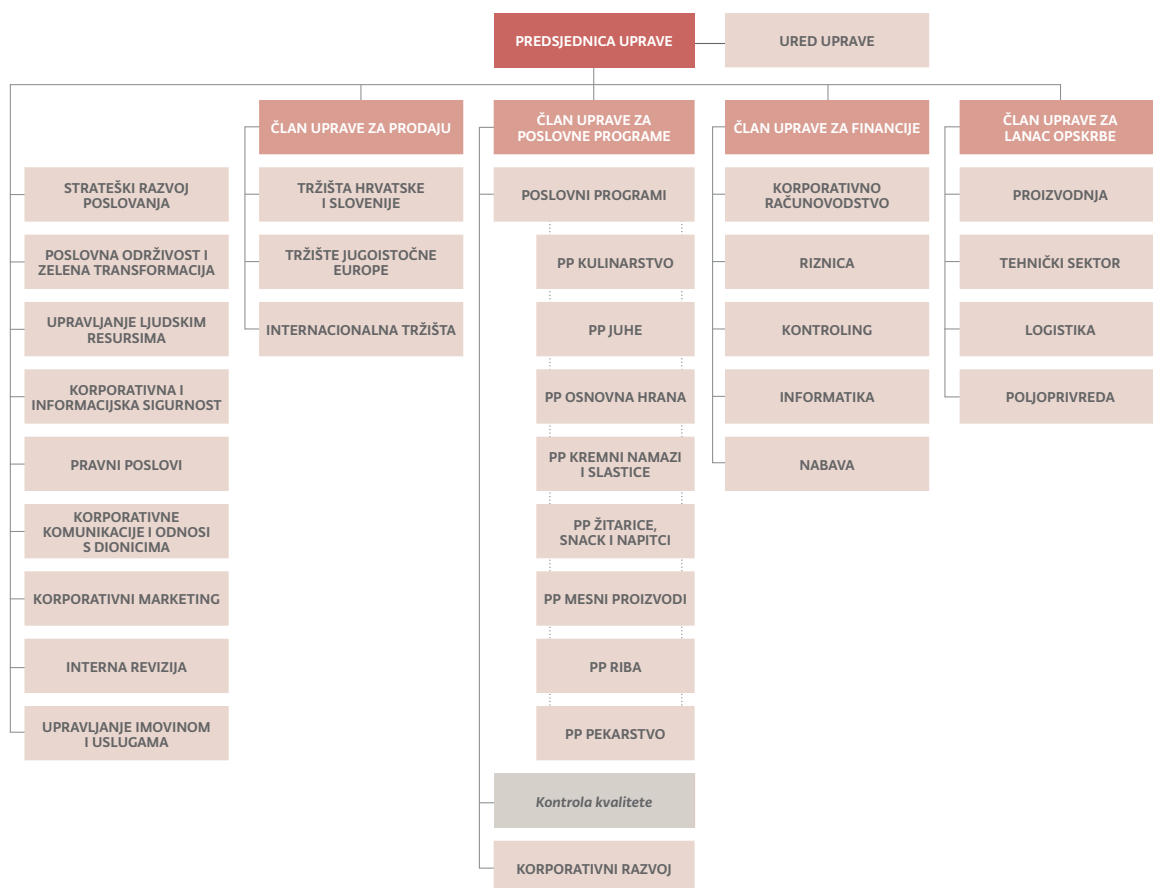 PREDSJEDNICA UPRAVE
URED UPRAVE
STRATEŠKI RAZVOJ
POSLOVANJA
POSLOVNA ODRŽIVOST I
ZELENA TRANSFORMACIJA
UPRAVLJANJE LJUDSKIM
RESURSIMA
KORPORATIVNA I
INFORMACIJSKA SIGURNOST
PRAVNI POSLOVI
KORPORATIVNE
KOMUNIKACIJE I ODNOSI
S DIONICIMA
KORPORATIVNI MARKETING
INTERNA REVIZIJA
UPRAVLJANJE IMOVINOM
I USLUGAMA
ČLAN UPRAVE ZA PRODAJU
TRŽIŠTA HRVATSKE
I SLOVENIJE
TRŽIŠTE JUGOISTOČNE
EUROPE
INTERNACIONALNA TRŽIŠTA
ČLAN UPRAVE ZA
POSLOVNE PROGRAME
POSLOVNI PROGRAMI
PP KULINARSTVO
PP JUHE
PP OSNOVNA HRANA
PP KREMNI NAMAZI
I SLASTICE
PP ŽITARICE,
SNACK I NAPITCI
PP MESNI PROIZVODI
PP RIBA
PP PEKARSTVO
Kontrola kvalitete
KORPORATIVNI RAZVOJ
ČLAN UPRAVE ZA FINANCIJE
KORPORATIVNO
RAČUNOVODSTVO
RIZNICA
KONTROLING
INFORMATIKA
NABAVA
ČLAN UPRAVE ZA
LANAC OPSKRBE
PROIZVODNJA
TEHNIČKI SEKTOR
LOGISTIKA
POLJOPRIVREDA